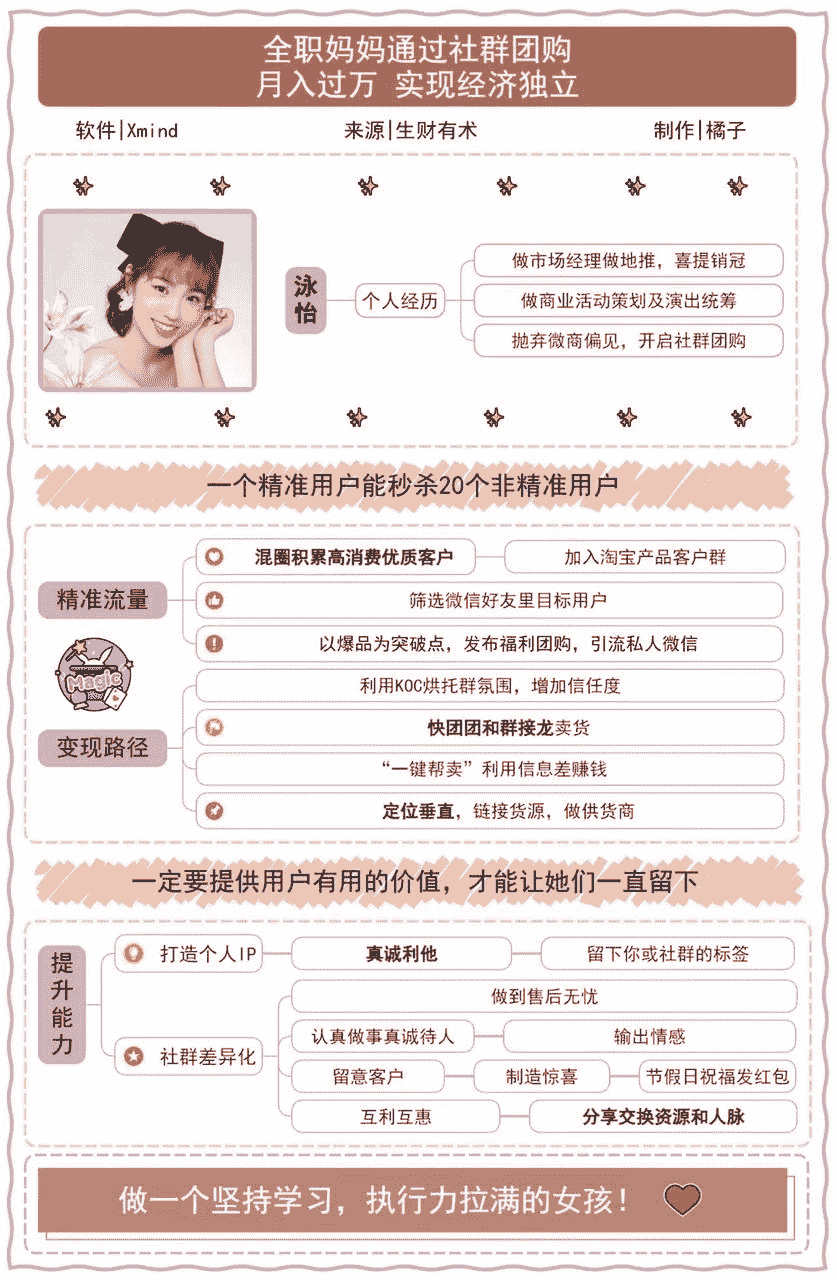 全职妈妈通过社群团购
月入过万 实现经济独立
软件|Xmind
来源|生财有术
制作|橘子
泳怡
个人经历
做市场经理做地推，喜提销冠
做商业活动策划及演出统筹
抛弃微商偏见，开启社群团购
一个精准用户能秒杀20个非精准用户
精准流量
混圈积累高消费优质客户
加入淘宝产品客户群
筛选微信好友里目标用户
以爆品为突破点，发布福利团购，引流私人微信
Magic
变现路径
利用KOC烘托群氛围，增加信任度
快团团和群接龙卖货
“一键帮卖”利用信息差赚钱
定位垂直，链接货源，做供货商
一定要提供用户有用的价值，才能让她们一直留下
提升能力
打造个人IP
真诚利他
留下你或社群的标签
社群差异化
做到售后无忧
认真做事真诚待人
输出情感
留意客户
制造惊喜
节假日祝福发红包
互利互惠
分享交换资源和人脉
做一个坚持学习，执行力拉满的女孩！